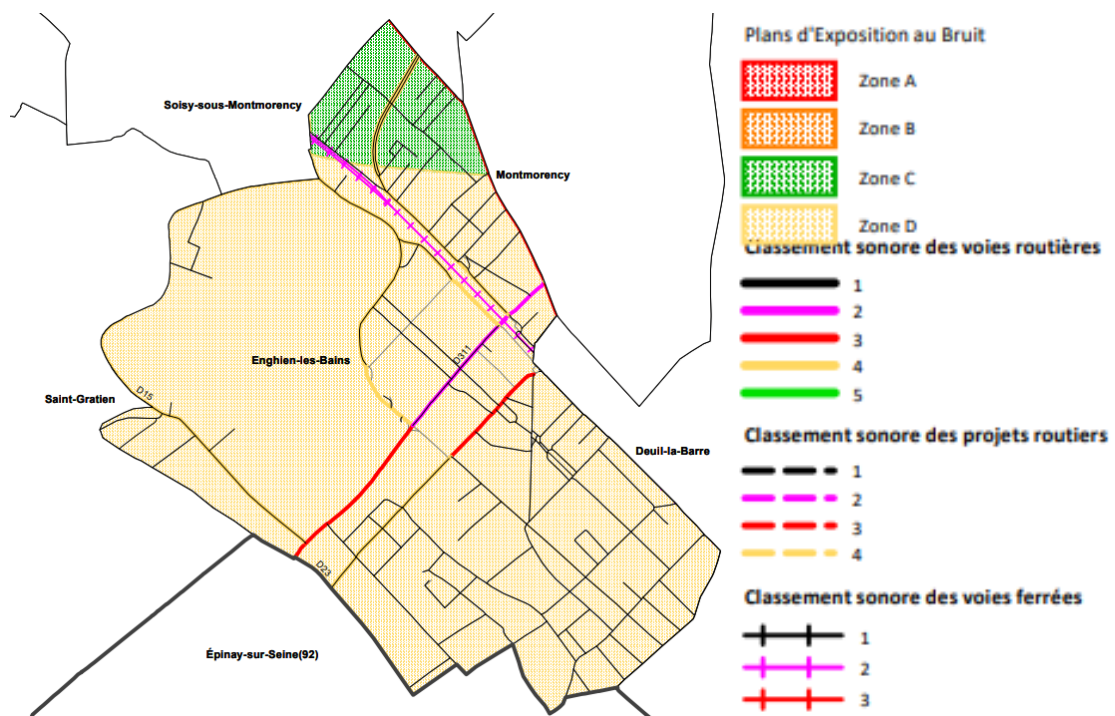 Soisy-sous-Montmorency
Montmorency
Enghien-les-Bains
D311
D15
Saint-Gratien
Deuil-la-Barre
D23
Épinay-sur-Seine(92)
Plans d'Exposition au Bruit
Zone A
Zone B
Zone C
Zone D
Classement sonore des voies routières
1
2
3
4
5
Classement sonore des projets routiers
1
2
3
4
Classement sonore des voies ferrées
1
2
3